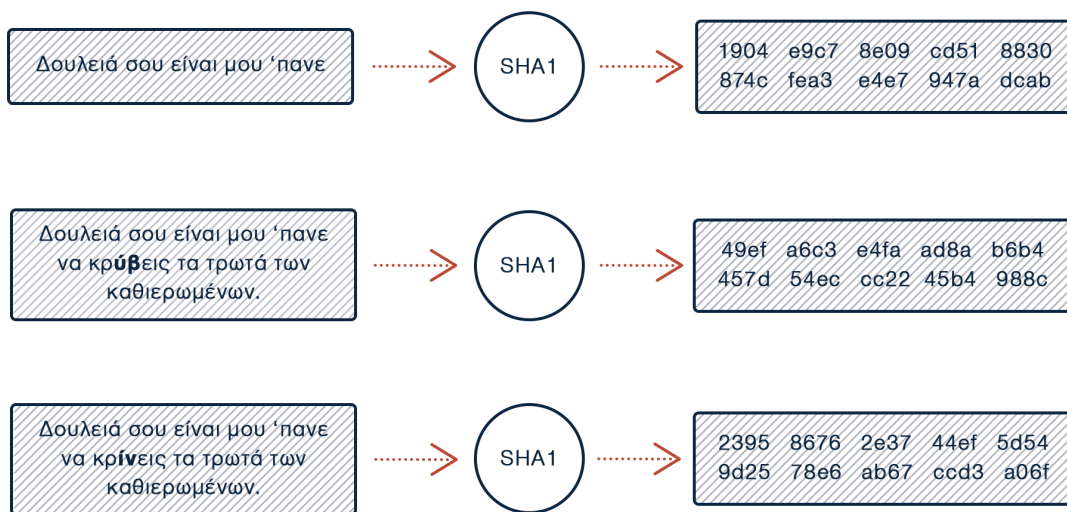 Δουλειά σου είναι μου ‘πανε
SHA1
1904 e9c7 8e09 cd51 8830
874c fea3 e4e7 947a dcab
Δουλειά σου είναι μου ‘πανε
να κρύβεις τα τρωτά των
καθιερωμένων.
SHA1
49ef a6c3 e4fa ad8a b6b4
457d 54ec cc22 45b4 988c
Δουλειά σου είναι μου ‘πανε
να κρίνεις τα τρωτά των
καθιερωμένων.
SHA1
2395 8676 2e37 44ef 5d54
9d25 78e6 ab67 ccd3 a06f